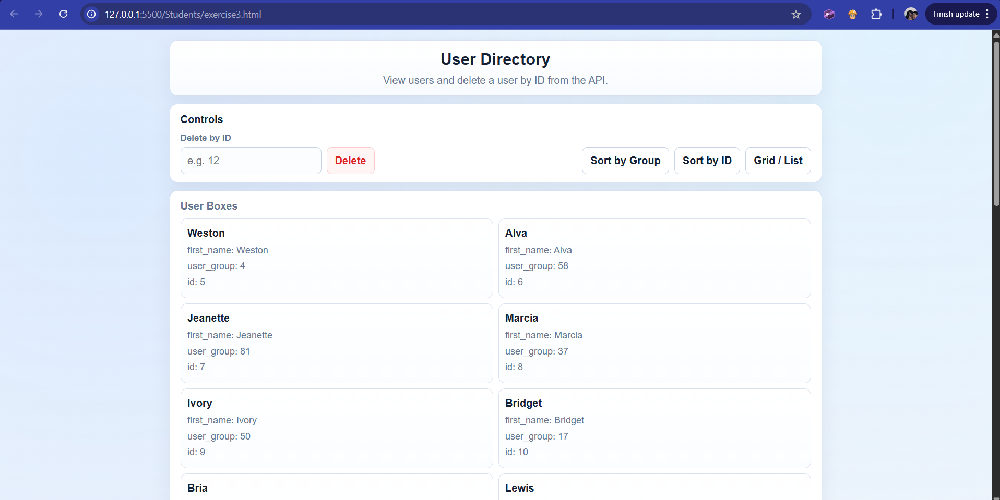 127.0.0.1:5500/Students/exercise3.html
Finish update
User Directory
View users and delete a user by ID from the API.
Controls
Delete by ID
e.g. 12
Delete
Sort by Group
Sort by ID
Grid / List
User Boxes
Weston
first_name: Weston
user_group: 4
id: 5
Alva
first_name: Alva
user_group: 58
id: 6
Jeanette
first_name: Jeanette
user_group: 81
id: 7
Marcia
first_name: Marcia
user_group: 37
id: 8
Ivory
first_name: Ivory
user_group: 50
id: 9
Bridget
first_name: Bridget
user_group: 17
id: 10
Bria
Lewis